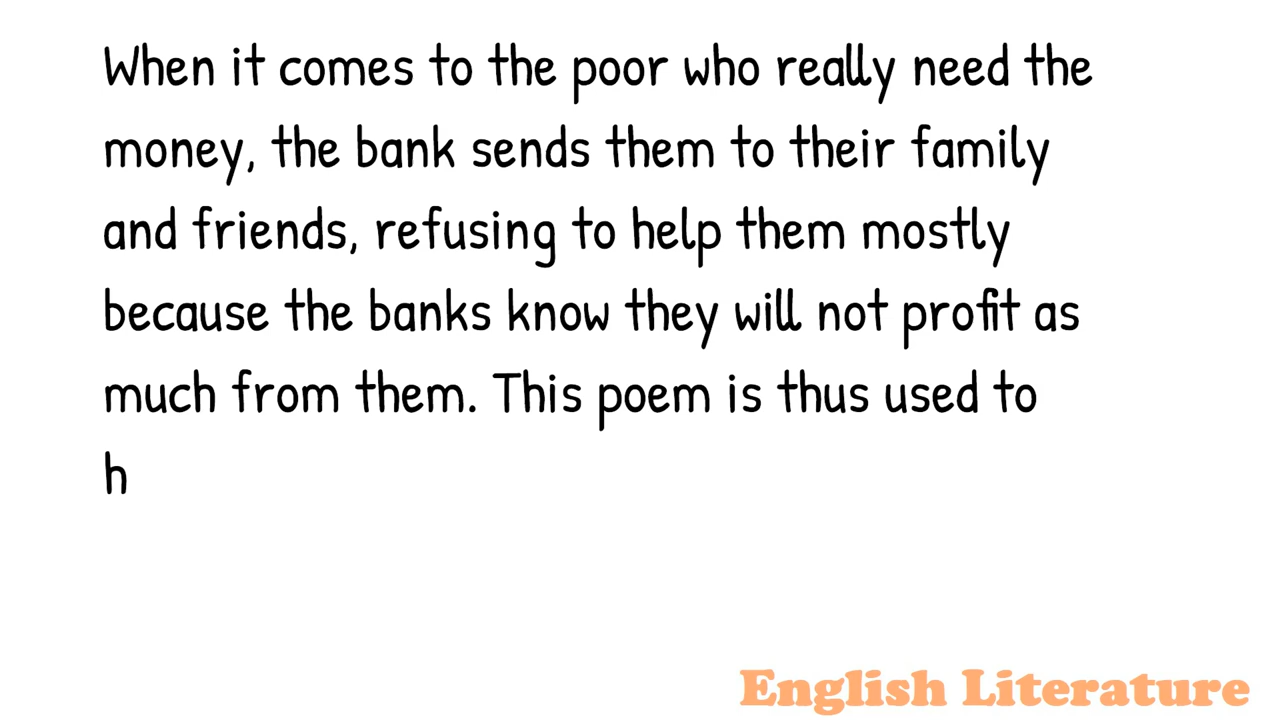 When it comes to the poor who really need the
money, the bank sends them to their family
and friends, refusing to help them mostly
because the banks know they will not profit as
much from them. This poem is thus used to
h
English Literature